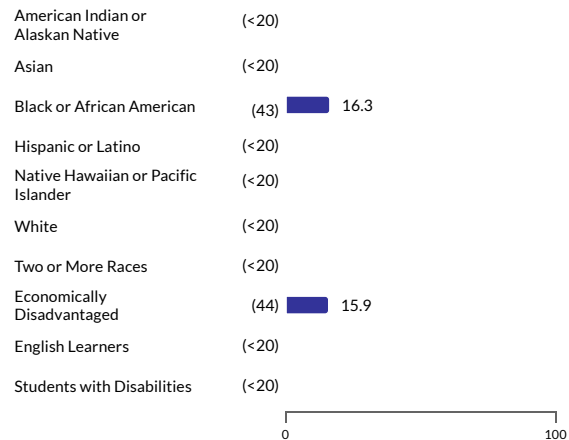 American Indian or (<20)
Alaskan Native
Asian (<20)
Black or African American (43) 16.3
Hispanic or Latino (<20)
Native Hawaiian or Pacific (<20)
Islander
White (<20)
Two or More Races (<20)
Economically
Disadvantaged (44) 15.9
English Learners (<20)
Students with Disabilities (<20)
0 100